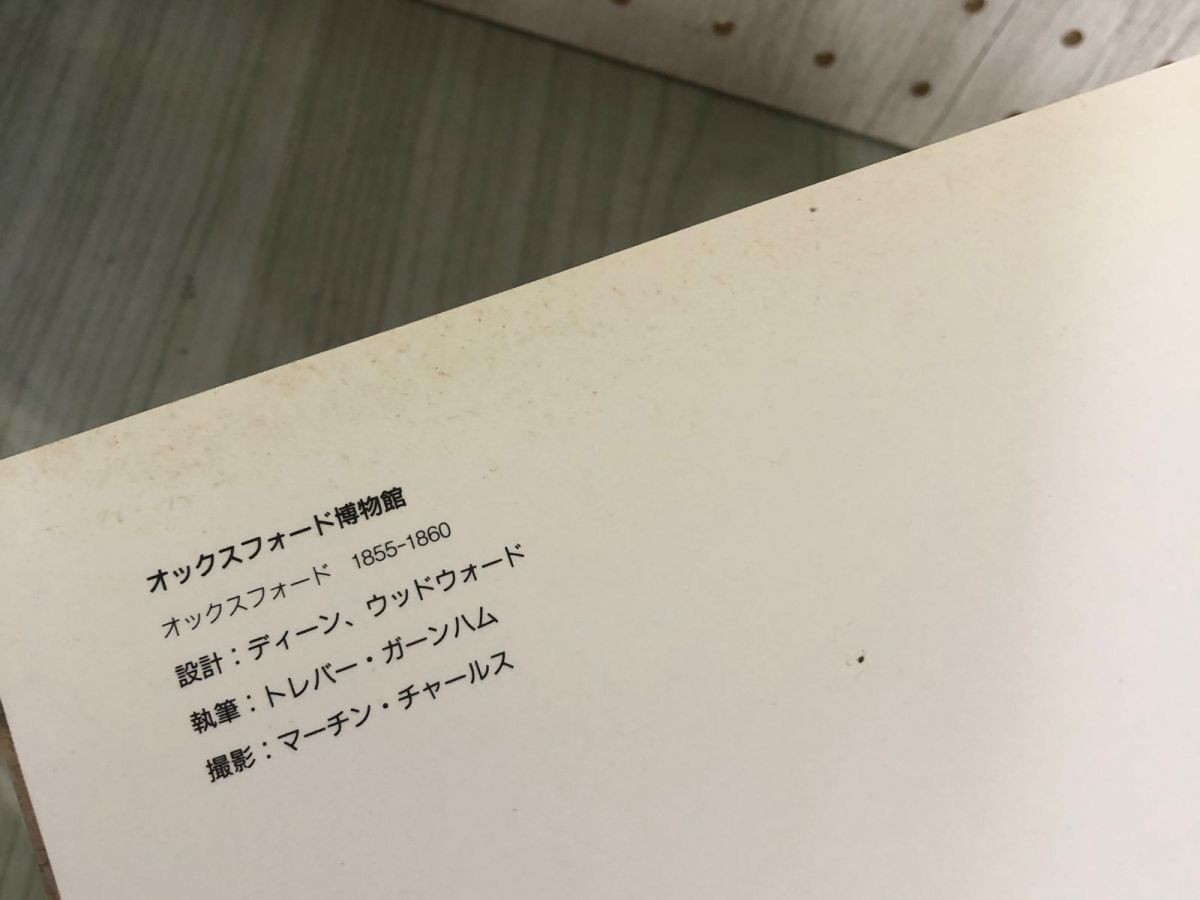 オックスフォード博物館
オックスフォード 1855-1860
設計：ディーン、ウッドウォード
執筆：トレバー・ガーンハム
撮影：マーチン・チャールス